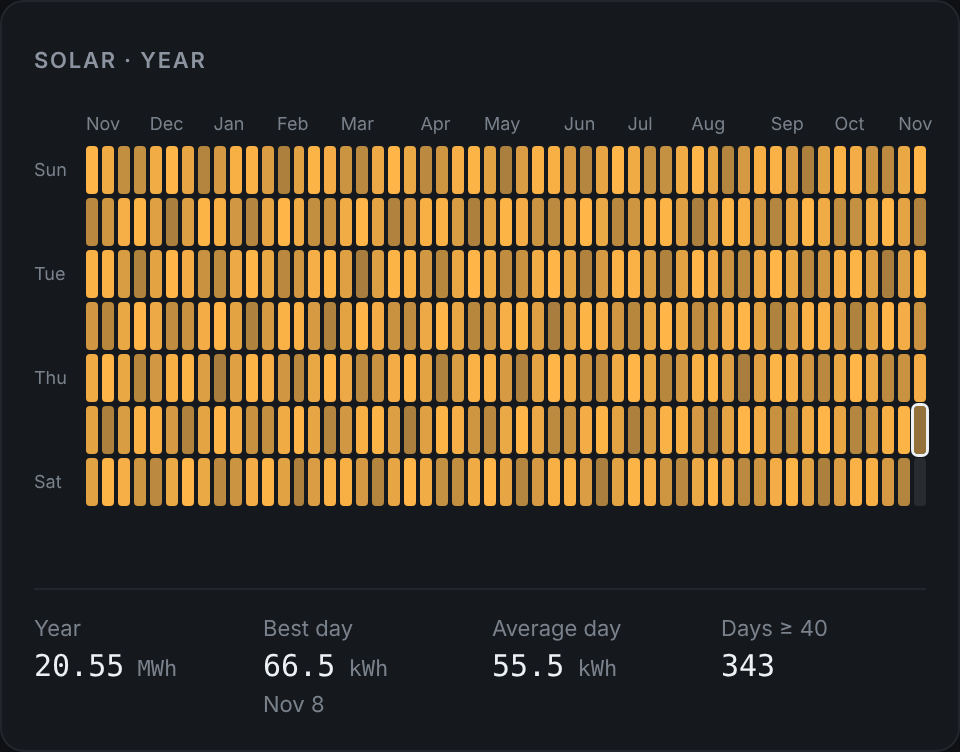 SOLAR · YEAR
Nov Dec Jan Feb Mar Apr May Jun Jul Aug Sep Oct Nov
Sun
Tue
Thu
Sat
Year Best day Average day Days ≥ 40
20.55 MWh 66.5 kWh 55.5 kWh 343
Nov 8